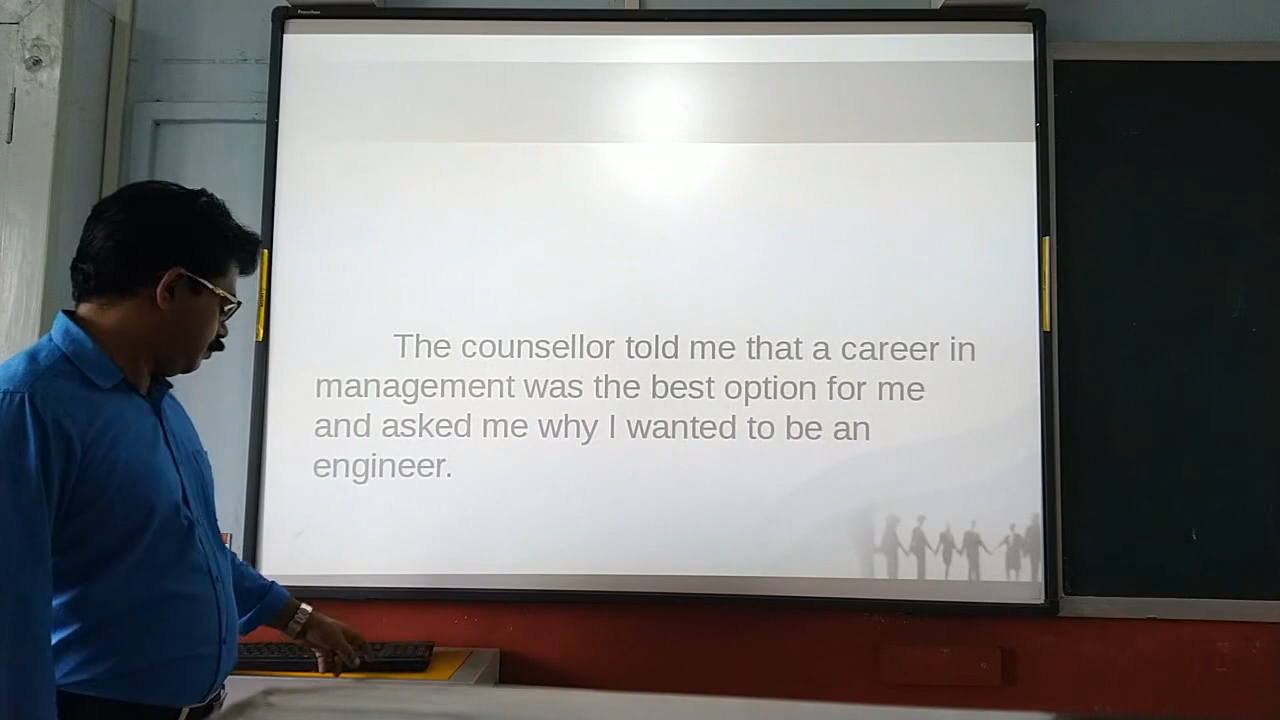 The counsellor told me that a career in
management was the best option for me
and asked me why I wanted to be an
engineer.